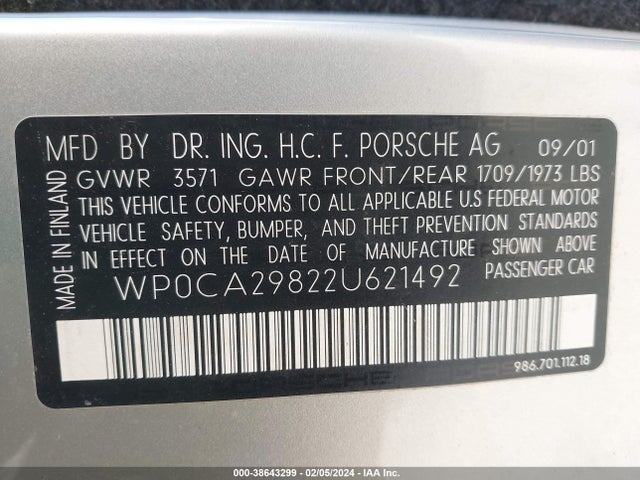 MFD BY DR. ING. H.C. F. PORSCHE AG 09/01
GVWR 3571 GAWR FRONT/REAR 1709/1973 LBS
THIS VEHICLE CONFORMS TO ALL APPLICABLE U.S FEDERAL MOTOR
VEHICLE SAFETY, BUMPER, AND THEFT PREVENTION STANDARDS
IN EFFECT ON THE DATE OF MANUFACTURE SHOWN ABOVE
WP0CA29822U621492 PASSENGER CAR
MADE IN FINLAND
986.701.112.18
000-38643299 - 02/05/2024 - IAA Inc.